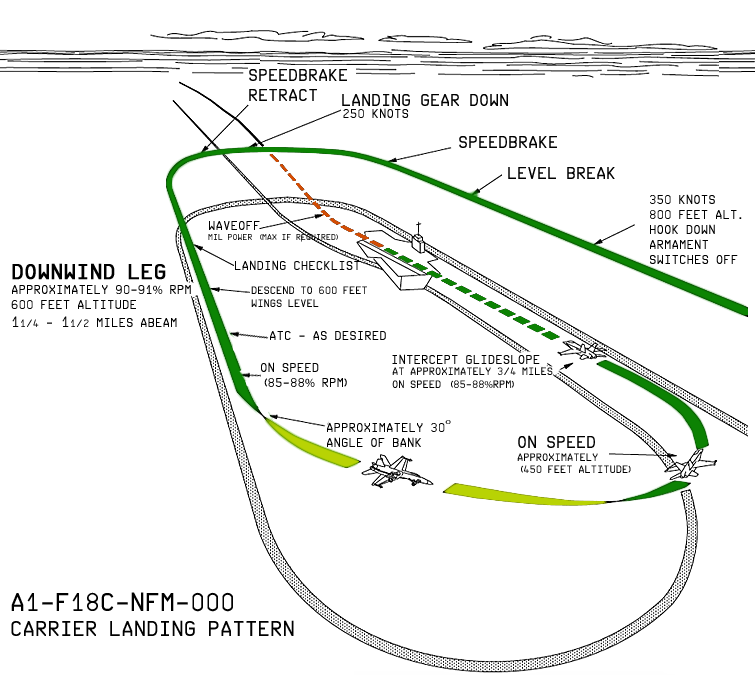 SPEEDBRAKE
RETRACT
LANDING GEAR DOWN
250 KNOTS
SPEEDBRAKE
LEVEL BREAK
350 KNOTS
800 FEET ALT.
HOOK DOWN
ARMAMENT
SWITCHES OFF
WAVEOFF
MIL POWER (MAX IF REQUIRED)
LANDING CHECKLIST
DOWNWIND LEG
APPROXIMATELY 90-91% RPM
600 FEET ALTITUDE
1 1/4 - 1 1/2 MILES ABEAM
DESCEND TO 600 FEET
WINGS LEVEL
ATC - AS DESIRED
ON SPEED
(85-88% RPM)
INTERCEPT GLIDESLOPE
AT APPROXIMATELY 3/4 MILES
ON SPEED (85-88%RPM)
APPROXIMATELY 30°
ANGLE OF BANK
ON SPEED
APPROXIMATELY
(450 FEET ALTITUDE)
A1-F18C-NFM-000
CARRIER LANDING PATTERN